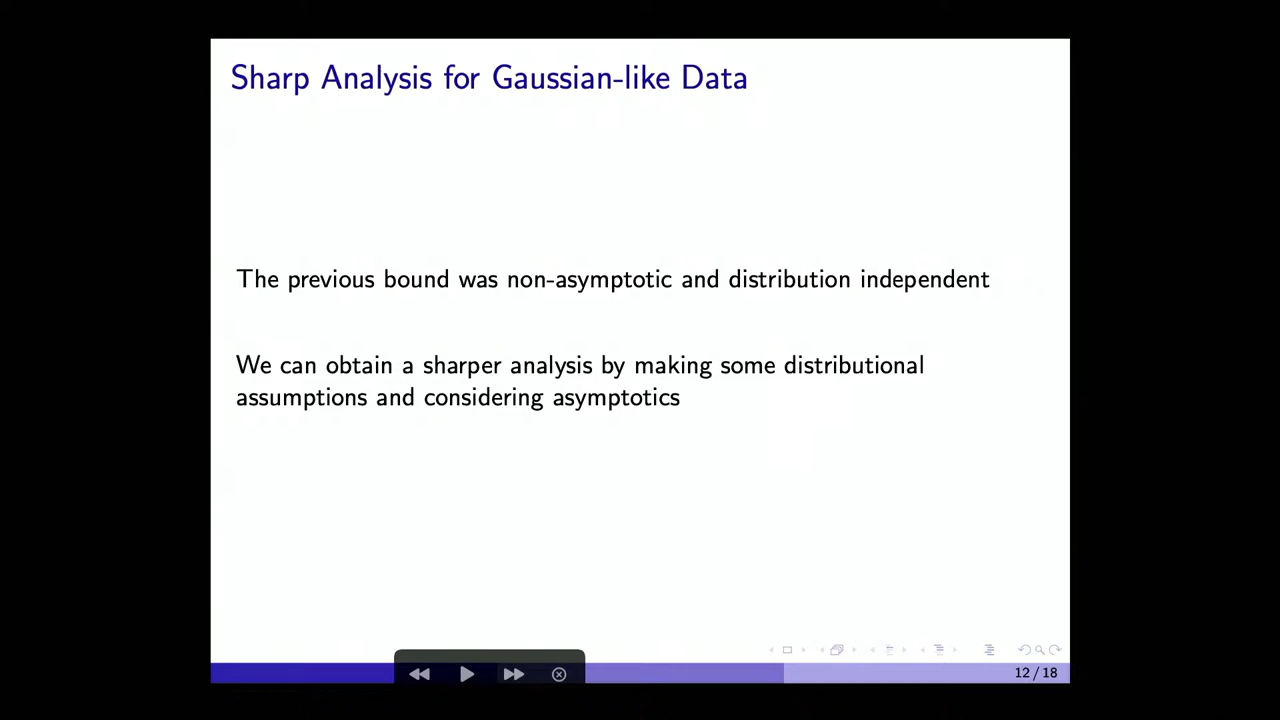 Sharp Analysis for Gaussian-like Data
The previous bound was non-asymptotic and distribution independent
We can obtain a sharper analysis by making some distributional
assumptions and considering asymptotics
12 / 18